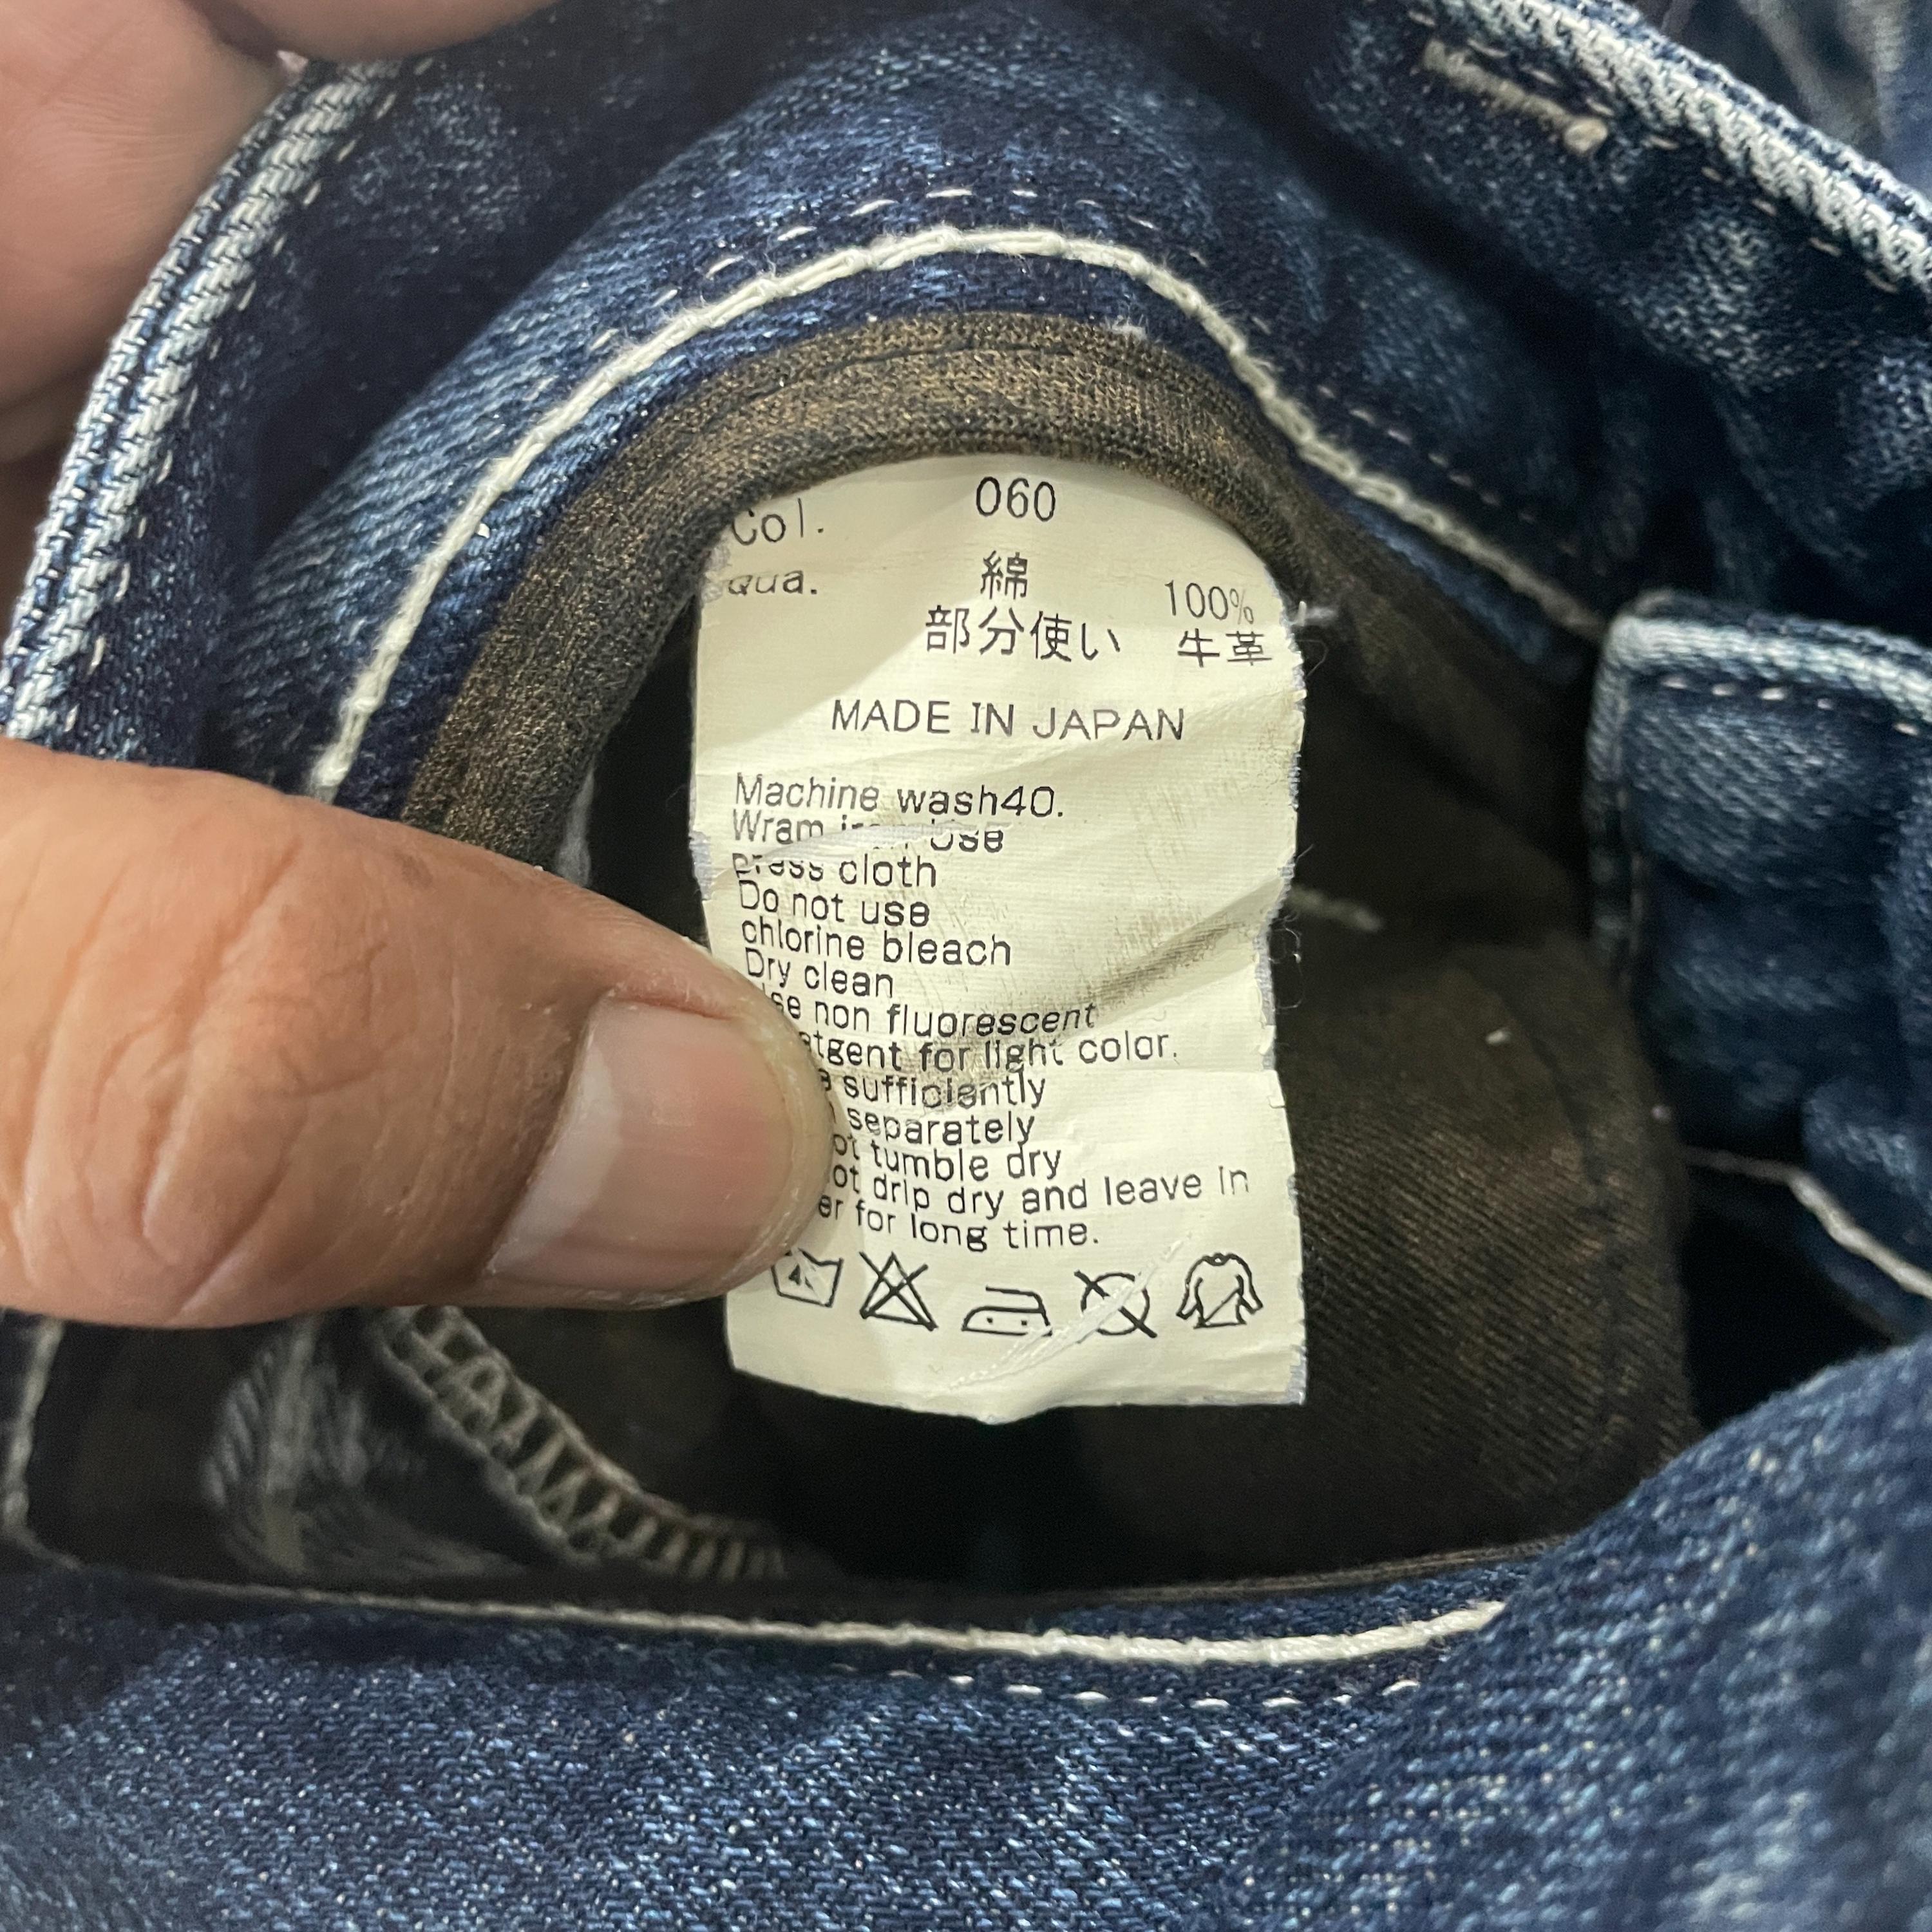 Col. 060
Qua. 綿 100%
部分使い 牛革
MADE IN JAPAN
Machine wash40.
Wram iron use
press cloth
Do not use
chlorine bleach
Dry clean
non fluorescent
for light color.
sufficiently
separately
tumble dry
drip dry and leave in
for long time.